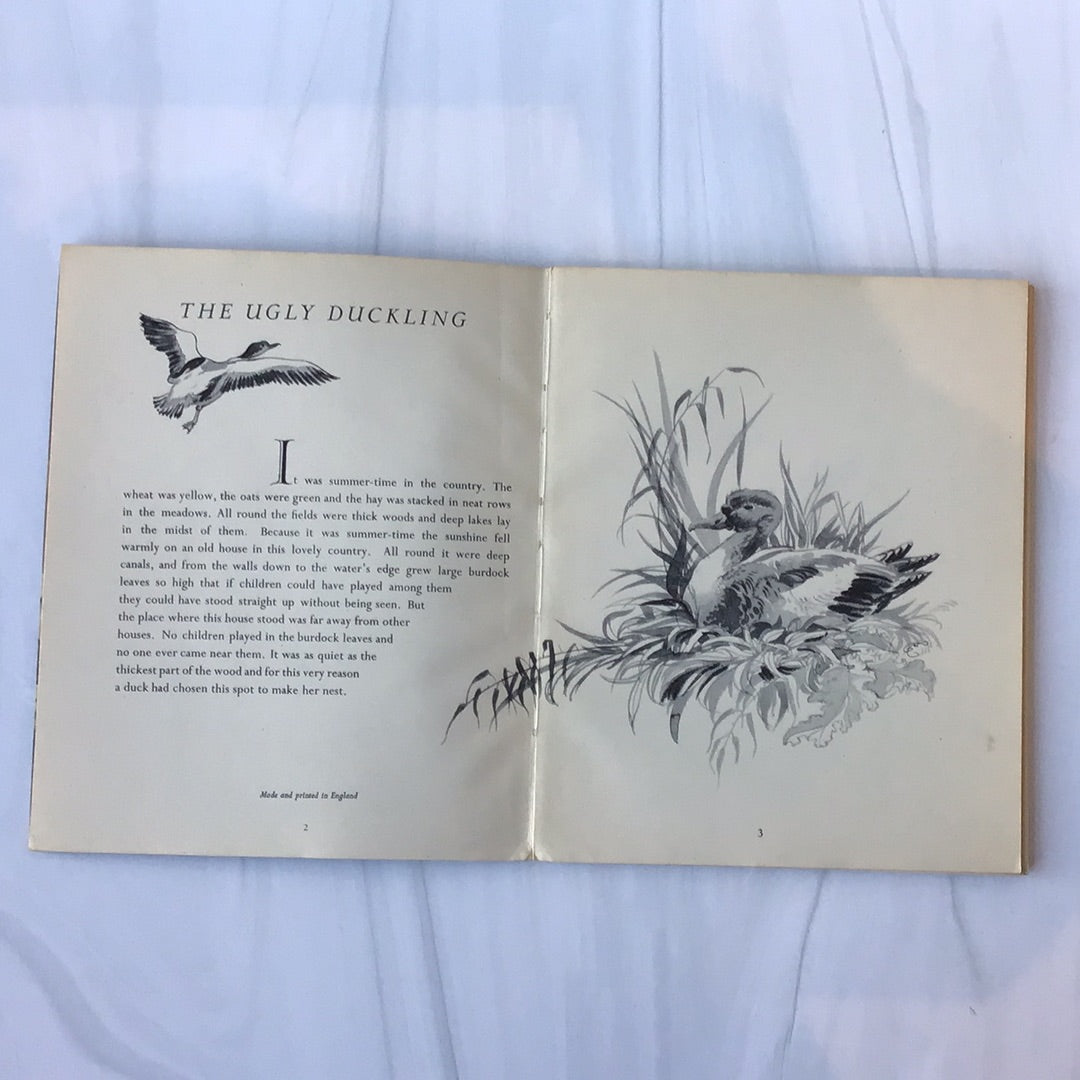 THE UGLY DUCKLING
It was summer-time in the country. The
wheat was yellow, the oats were green and the hay was stacked in neat rows
in the meadows. All round the fields were thick woods and deep lakes lay
in the midst of them. Because it was summer-time the sunshine fell
warmly on an old house in this lovely country. All round it were deep
canals, and from the walls down to the water's edge grew large burdock
leaves so high that if children could have played among them
they could have stood straight up without being seen. But
the place where this house stood was far away from other
houses. No children played in the burdock leaves and
no one ever came near them. It was as quiet as the
thickest part of the wood and for this very reason
a duck had chosen this spot to make her nest.
Made and printed in England
2
3